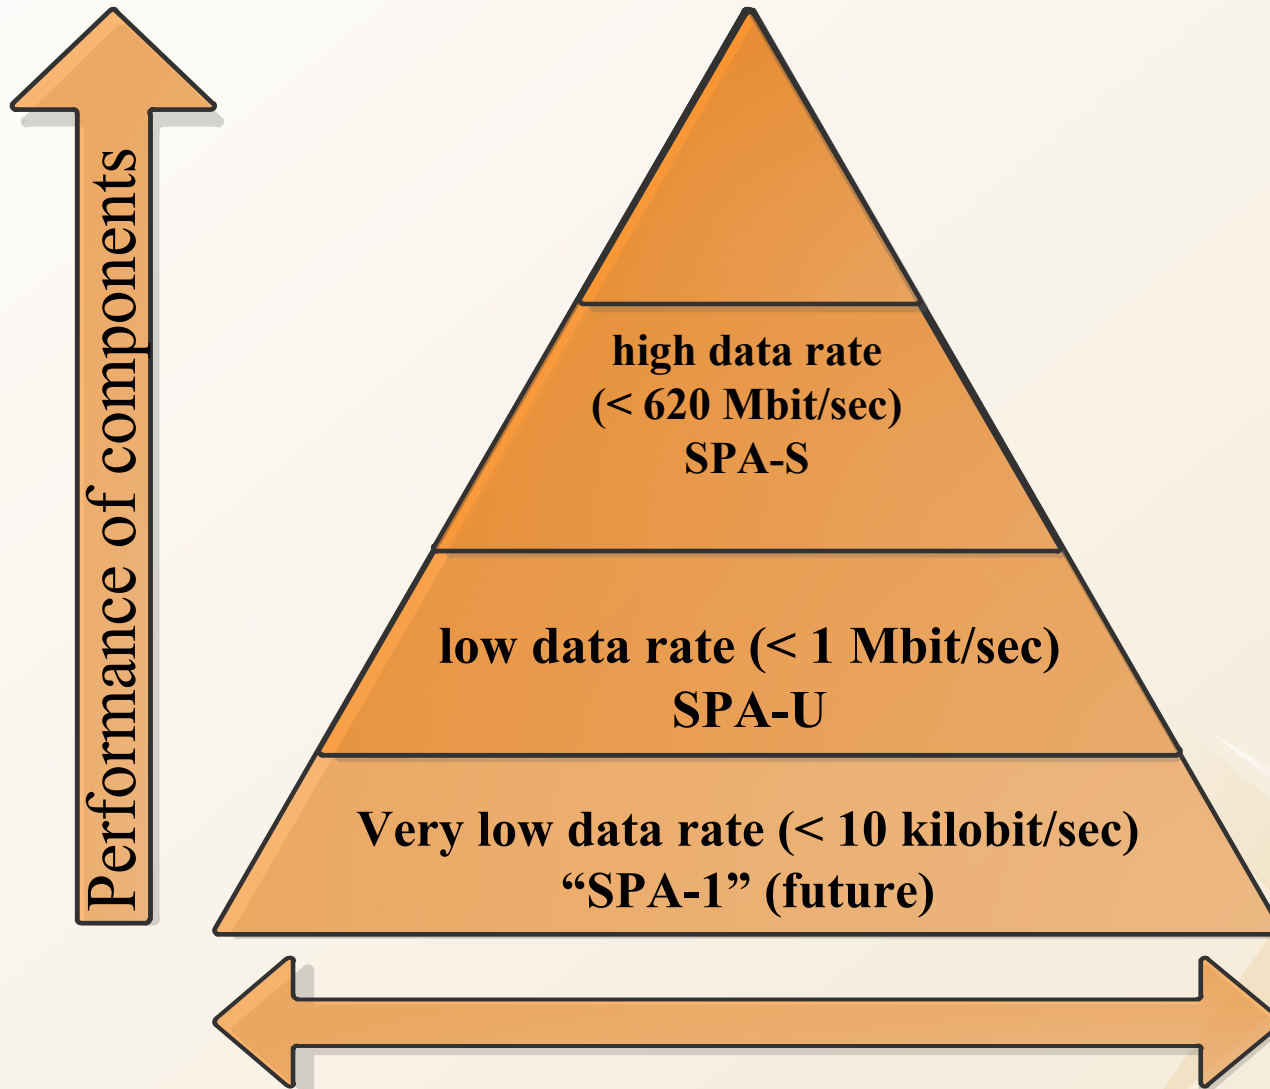 Performance of components
high data rate
(< 620 Mbit/sec)
SPA-S
low data rate (< 1 Mbit/sec)
SPA-U
Very low data rate (< 10 kilobit/sec)
“SPA-1” (future)